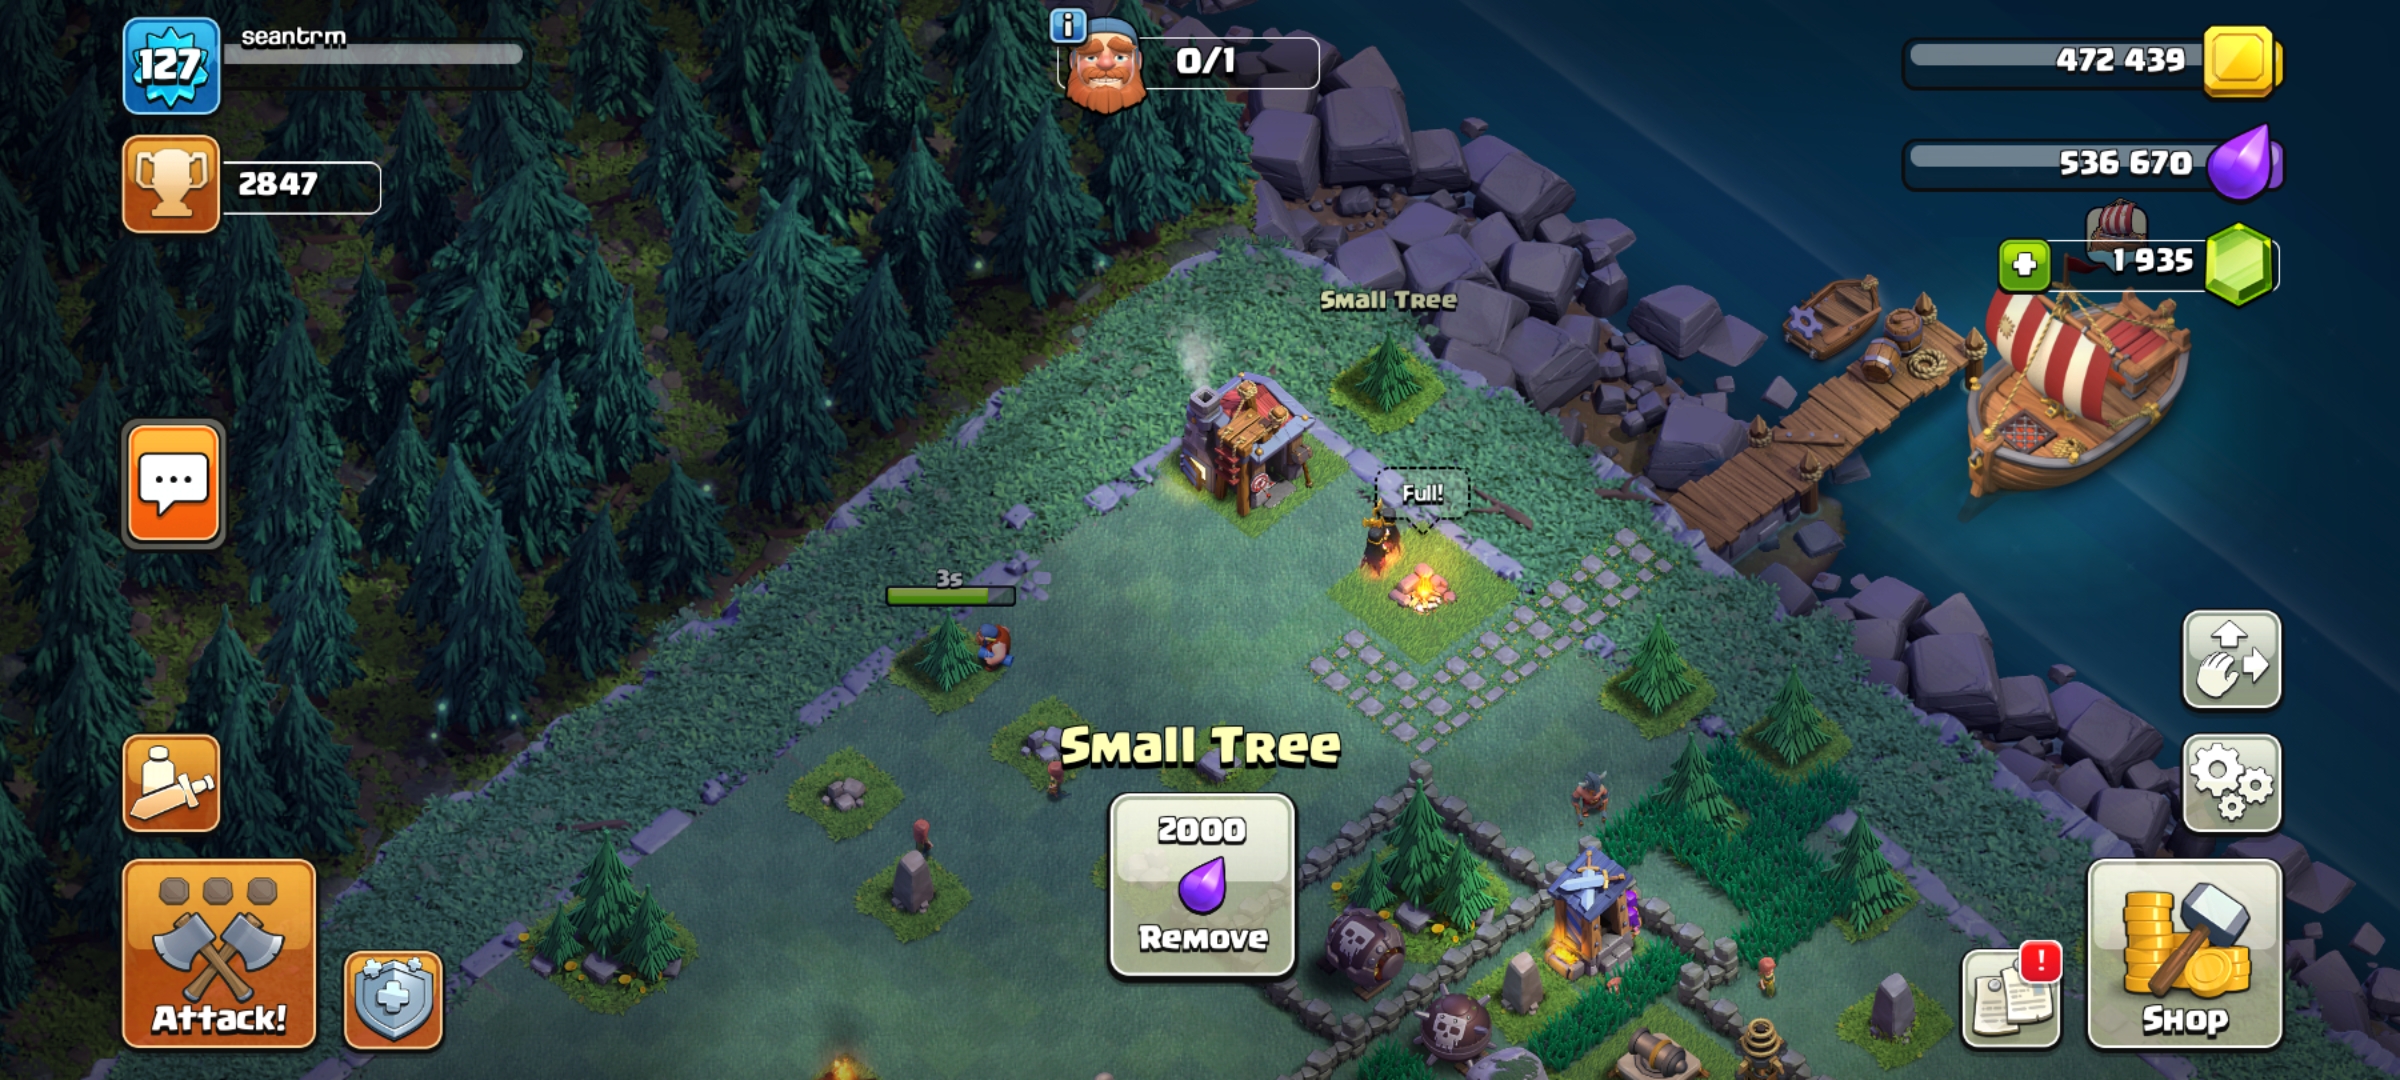 127
seantrm
i
0/1
472 439
2847
536 670
1 935
Small Tree
Full!
3s
Small Tree
2000
Remove
Attack!
!
Shop